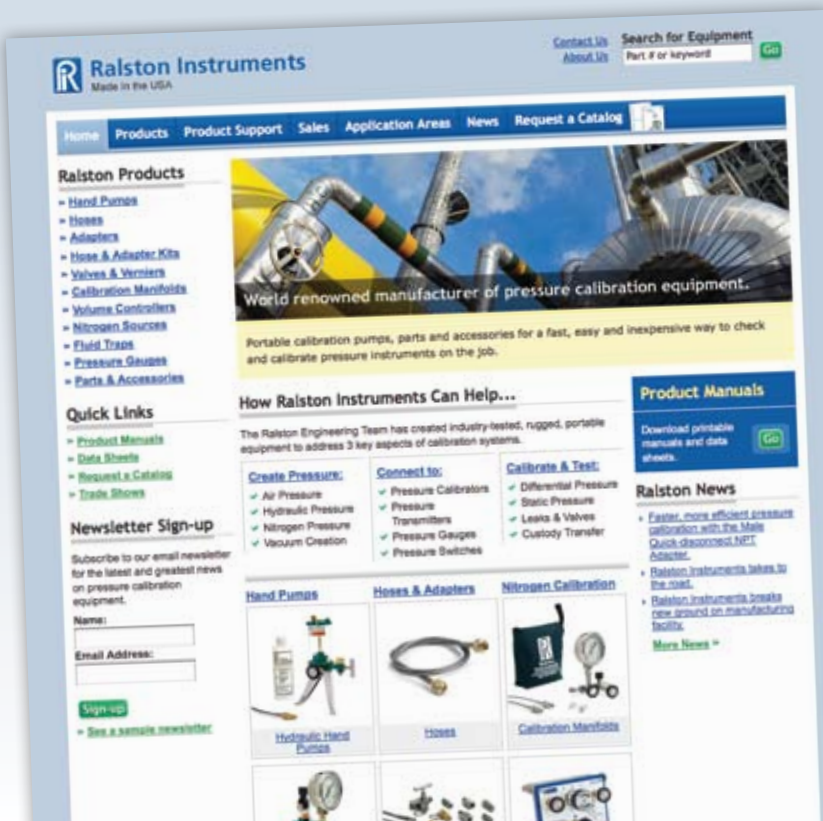 Ralston Instruments
Made in the USA
Contact Us
About Us
Search for Equipment
Part # or keyword
Go
Home
Products
Product Support
Sales
Application Areas
News
Request a Catalog
Ralston Products
» Hand Pumps
» Hoses
» Adapters
» Hose & Adapter Kits
» Valves & Verniers
» Calibration Manifolds
» Volume Controllers
» Nitrogen Sources
» Fluid Traps
» Pressure Gauges
» Parts & Accessories
Quick Links
» Product Manuals
» Data Sheets
» Request a Catalog
» Trade Shows
Newsletter Sign-up
Subscribe to our email newsletter
for the latest and greatest news
on pressure calibration
equipment.
Name:
Email Address:
Sign-up
» See a sample newsletter
World renowned manufacturer of pressure calibration equipment.
Portable calibration pumps, parts and accessories for a fast, easy and inexpensive way to check
and calibrate pressure instruments on the job.
How Ralston Instruments Can Help...
The Ralston Engineering Team has created industry-tested, rugged, portable
equipment to address 3 key aspects of calibration systems.
Create Pressure:
Air Pressure
Hydraulic Pressure
Nitrogen Pressure
Vacuum Creation
Connect to:
Pressure Calibrators
Pressure
Transmitters
Pressure Gauges
Pressure Switches
Calibrate & Test:
Differential Pressure
Static Pressure
Leaks & Valves
Custody Transfer
Hand Pumps
Hoses & Adapters
Nitrogen Calibration
Hydraulic Hand
Pumps
Hoses
Calibration Manifolds
Product Manuals
Download printable
manuals and data
sheets.
Go
Ralston News
Faster, more efficient pressure
calibration with the Male
Quick-disconnect NPT
Adapter.
Ralston Instruments takes to
the road.
Ralston Instruments breaks
new ground on manufacturing
facility.
More News »